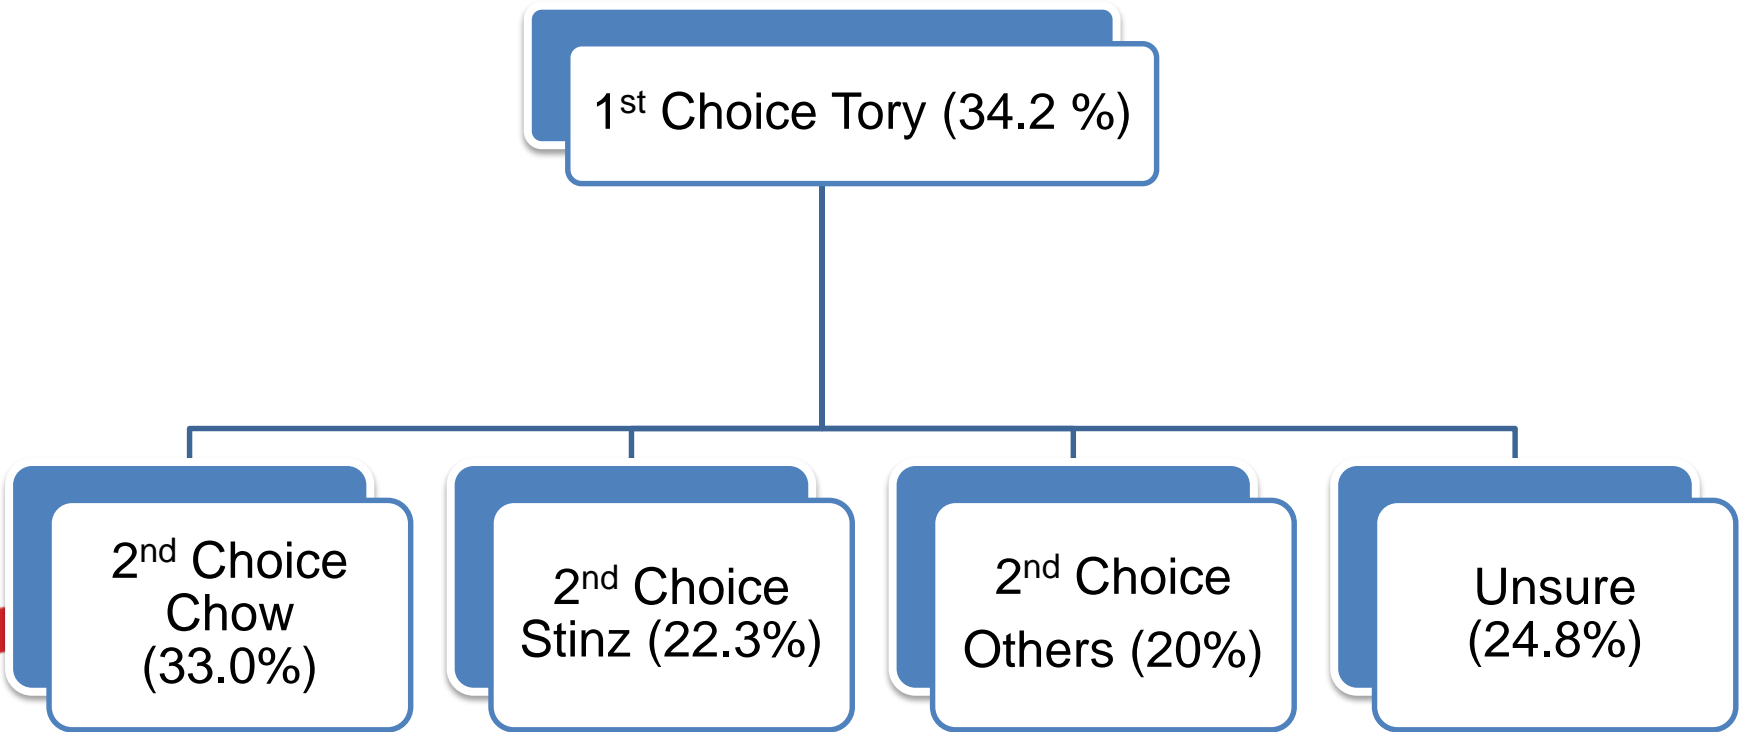 1st Choice Tory (34.2 %)
2nd Choice
Chow
(33.0%)
2nd Choice
Stinz (22.3%)
2nd Choice
Others (20%)
Unsure
(24.8%)